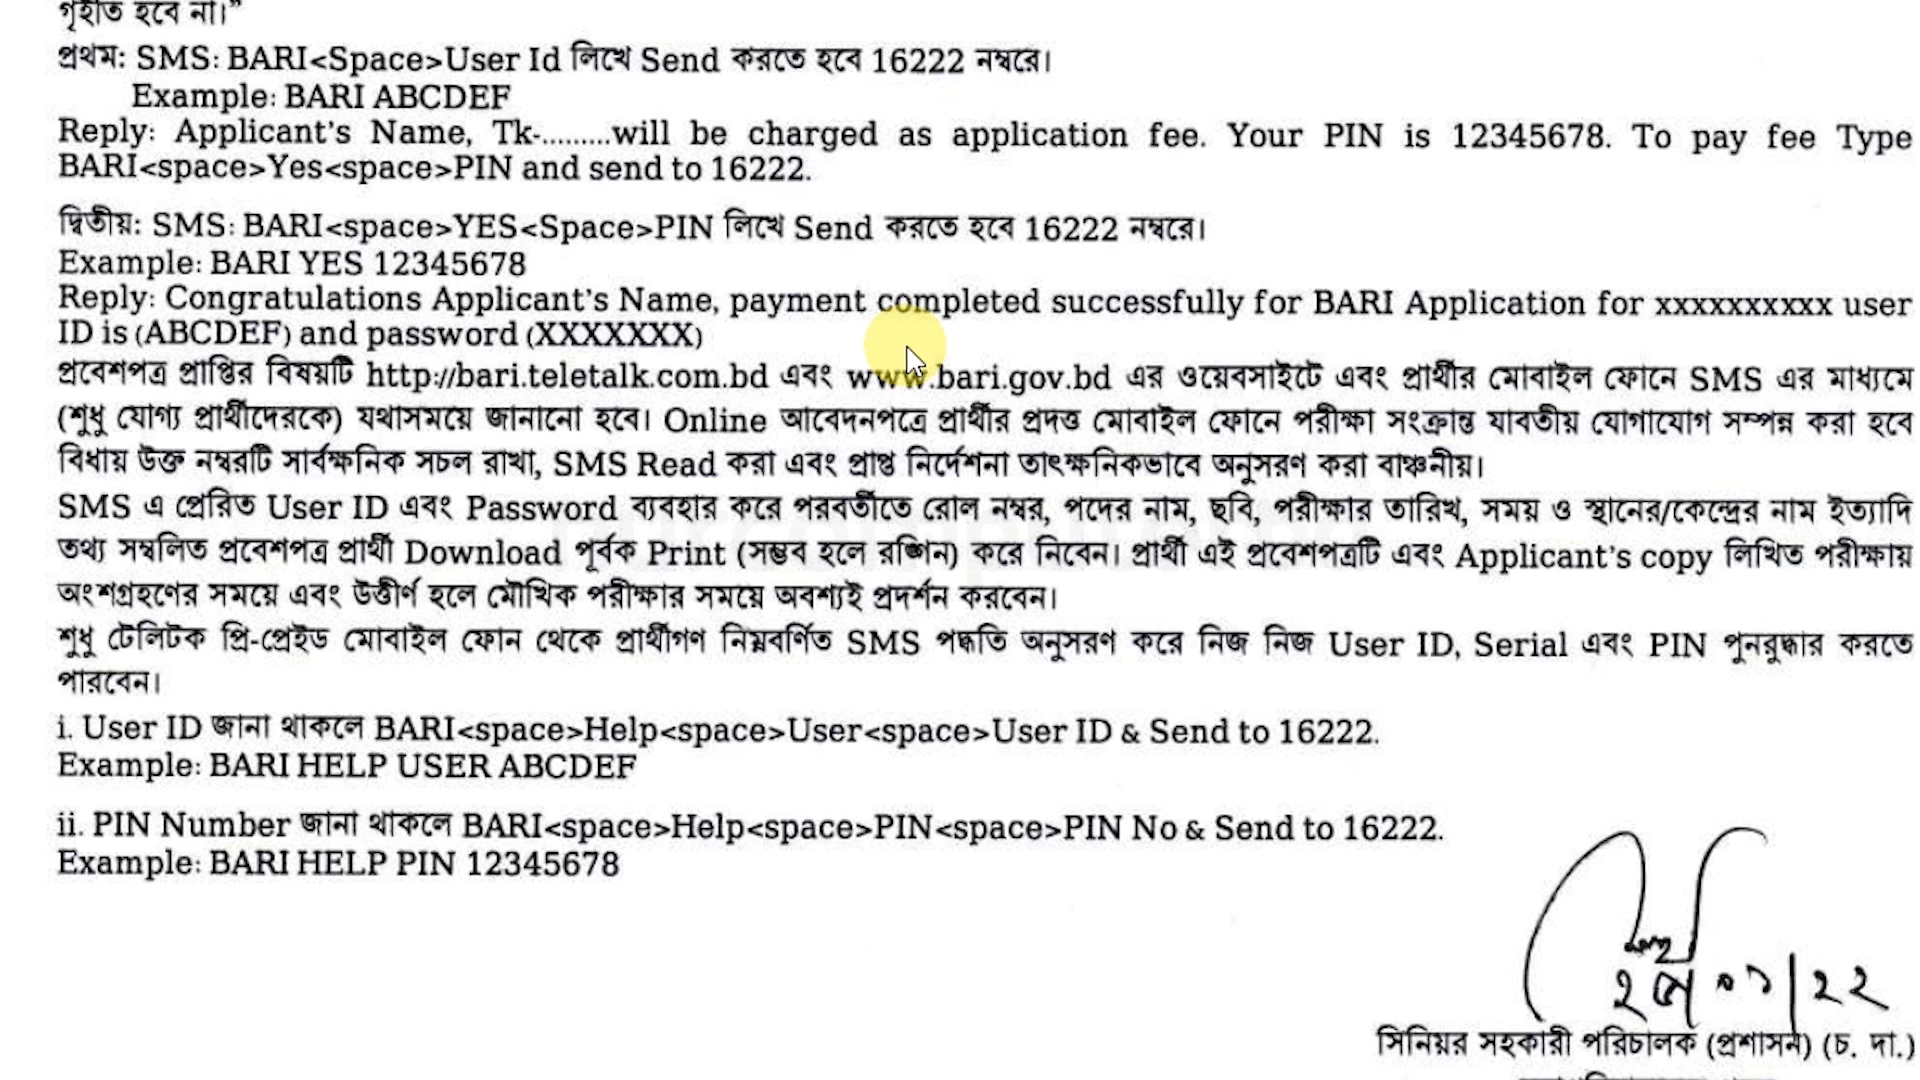 গৃহীত হবে না।”
প্রথম: SMS: BARI<Space>User Id লিখে Send করতে হবে 16222 নম্বরে।
Example: BARI ABCDEF
Reply: Applicant's Name, Tk-.........will be charged as application fee. Your PIN is 12345678. To pay fee Type
BARI<space>Yes<space>PIN and send to 16222.
দ্বিতীয়: SMS: BARI<space>YES<Space>PIN লিখে Send করতে হবে 16222 নম্বরে।
Example: BARI YES 12345678
Reply: Congratulations Applicant's Name, payment completed successfully for BARI Application for xxxxxxxxxx user
ID is (ABCDEF) and password (XXXXXXX)
প্রবেশপত্র প্রাপ্তির বিষয়টি http://bari.teletalk.com.bd এবং www.bari.gov.bd এর ওয়েবসাইটে এবং প্রার্থীর মোবাইল ফোনে SMS এর মাধ্যমে
(শুধু যোগ্য প্রার্থীদেরকে) যথাসময়ে জানানো হবে। Online আবেদনপত্রে প্রার্থীর প্রদত্ত মোবাইল ফোনে পরীক্ষা সংক্রান্ত যাবতীয় যোগাযোগ সম্পন্ন করা হবে
বিধায় উক্ত নম্বরটি সার্বক্ষনিক সচল রাখা, SMS Read করা এবং প্রাপ্ত নির্দেশনা তাৎক্ষনিকভাবে অনুসরণ করা বাঞ্চনীয়।
SMS এ প্রেরিত User ID এবং Password ব্যবহার করে পরবর্তীতে রোল নম্বর, পদের নাম, ছবি, পরীক্ষার তারিখ, সময় ও স্থানের/কেন্দ্রের নাম ইত্যাদি
তথ্য সম্বলিত প্রবেশপত্র প্রার্থী Download পূর্বক Print (সম্ভব হলে রঙ্গিন) করে নিবেন। প্রার্থী এই প্রবেশপত্রটি এবং Applicant's copy লিখিত পরীক্ষায়
অংশগ্রহণের সময়ে এবং উত্তীর্ণ হলে মৌখিক পরীক্ষার সময়ে অবশ্যই প্রদর্শন করবেন।
শুধু টেলিটক প্রি-প্রেইড মোবাইল ফোন থেকে প্রার্থীগণ নিম্নবর্ণিত SMS পদ্ধতি অনুসরণ করে নিজ নিজ User ID, Serial এবং PIN পুনরুদ্ধার করতে
পারবেন।
i. User ID জানা থাকলে BARI<space>Help<space>User<space>User ID & Send to 16222.
Example: BARI HELP USER ABCDEF
ii. PIN Number জানা থাকলে BARI<space>Help<space>PIN<space>PIN No & Send to 16222.
Example: BARI HELP PIN 12345678
সিনিয়র সহকারী পরিচালক (প্রশাসন) (চ. দা.)